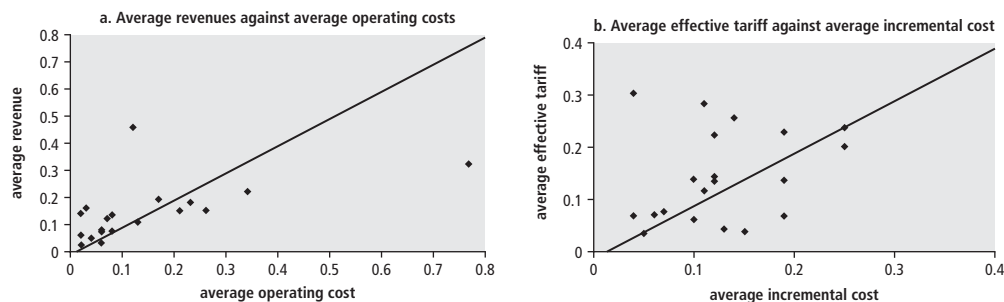 a. Average revenues against average operating costs
0.8
0.7
0.6
0.5
0.4
0.3
0.2
0.1
0
average revenue
0 0.1 0.2 0.3 0.4 0.5 0.6 0.7 0.8
average operating cost
b. Average effective tariff against average incremental cost
0.4
0.3
0.2
0.1
0
average effective tariff
0 0.1 0.2 0.3 0.4
average incremental cost